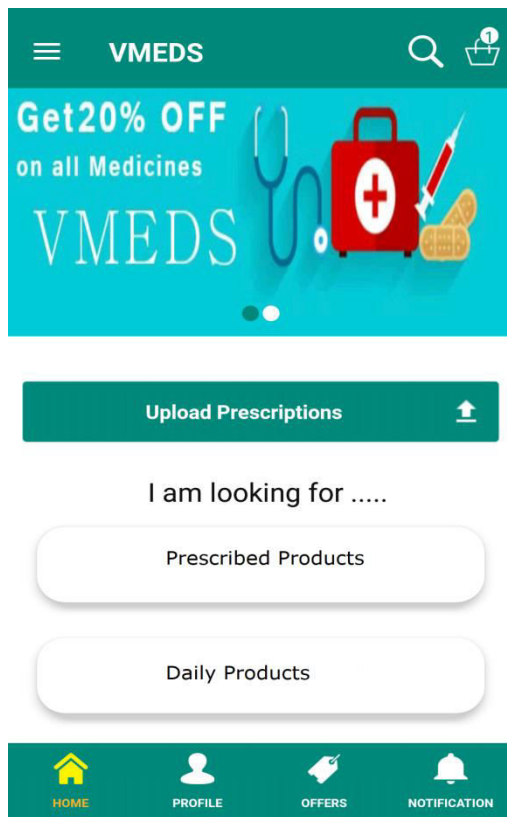 VMEDS
1
Get20% OFF
on all Medicines
VMEDS
Upload Prescriptions
I am looking for .....
Prescribed Products
Daily Products
HOME PROFILE OFFERS NOTIFICATION